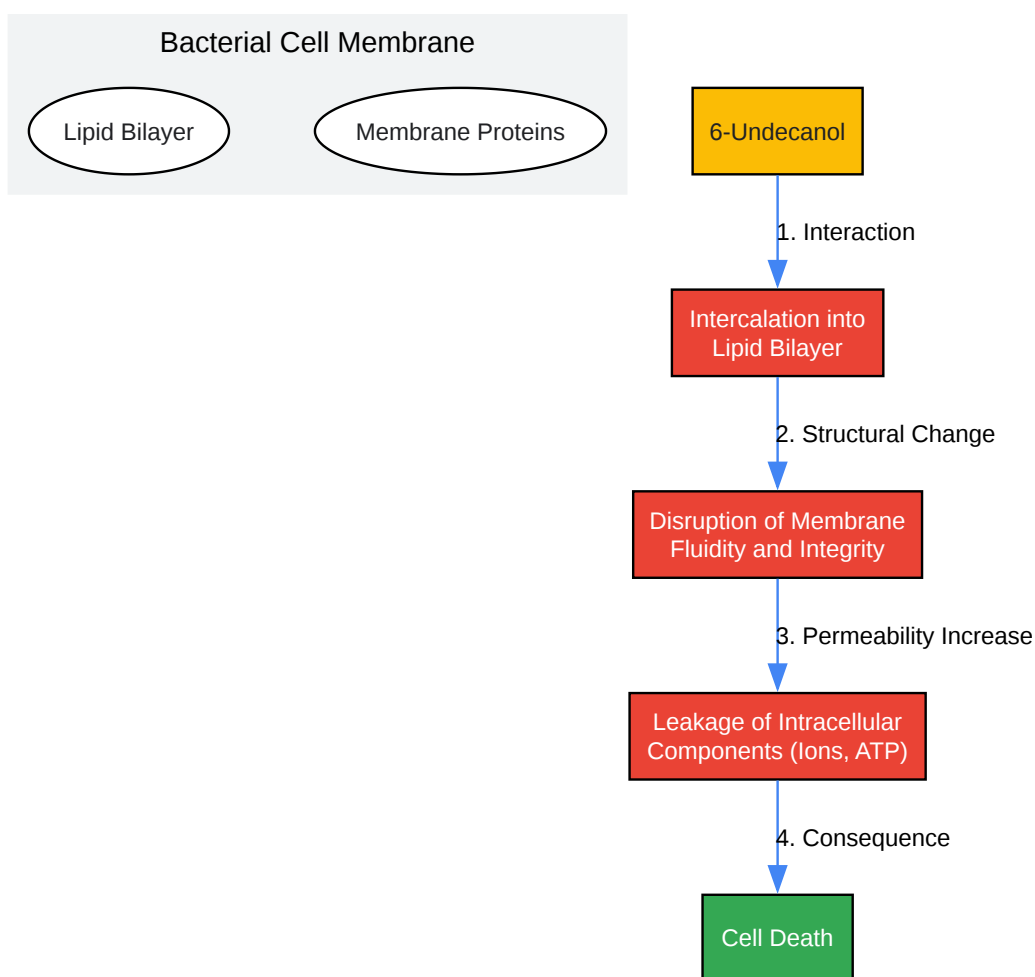 Bacterial Cell Membrane
Lipid Bilayer
Membrane Proteins
6-Undecanol
1. Interaction
Intercalation into
Lipid Bilayer
2. Structural Change
Disruption of Membrane
Fluidity and Integrity
3. Permeability Increase
Leakage of Intracellular
Components (Ions, ATP)
4. Consequence
Cell Death